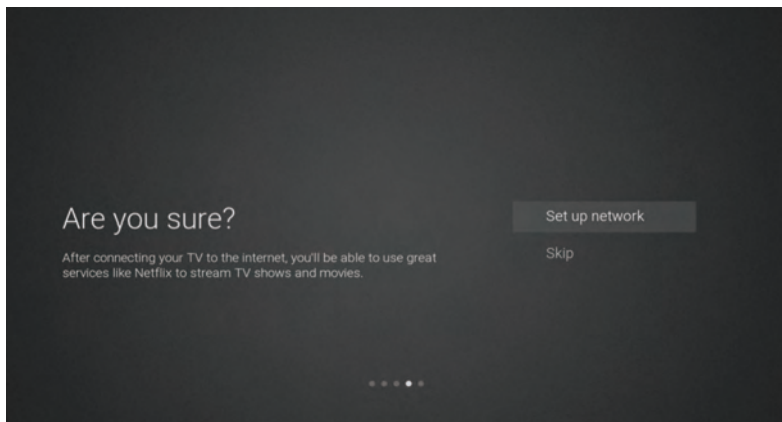 Are you sure?
After connecting your TV to the internet, you'll be able to use great
services like Netflix to stream TV shows and movies.
Set up network
Skip